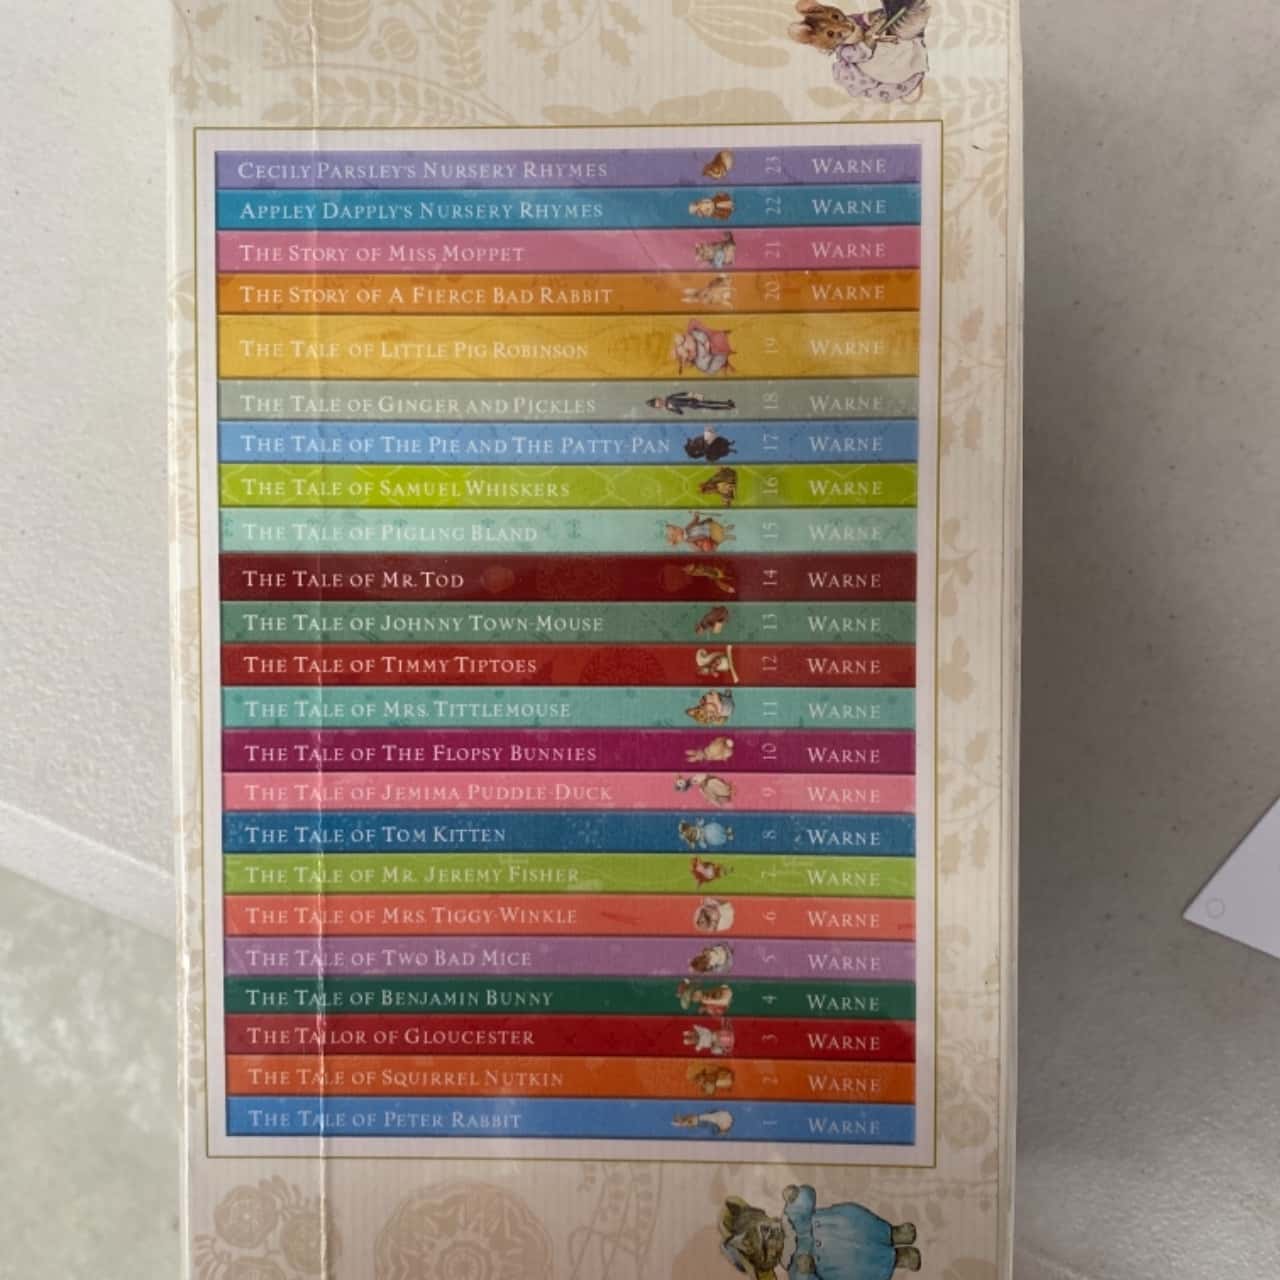 CECILY PARSLEY'S NURSERY RHYMES 23 WARNE
APPLEY DAPPLY'S NURSERY RHYMES 22 WARNE
THE STORY OF MISS MOPPET 21 WARNE
THE STORY OF A FIERCE BAD RABBIT 20 WARNE
THE TALE OF LITTLE PIG ROBINSON 19 WARNE
THE TALE OF GINGER AND PICKLES 18 WARNE
THE TALE OF THE PIE AND THE PATTY-PAN 17 WARNE
THE TALE OF SAMUEL WHISKERS 16 WARNE
THE TALE OF PIGLING BLAND 15 WARNE
THE TALE OF MR. TOD 14 WARNE
THE TALE OF JOHNNY TOWN-MOUSE 13 WARNE
THE TALE OF TIMMY TIPTOES 12 WARNE
THE TALE OF MRS. TITTLEMOUSE 11 WARNE
THE TALE OF THE FLOPSY BUNNIES 10 WARNE
THE TALE OF JEMIMA PUDDLE-DUCK 9 WARNE
THE TALE OF TOM KITTEN 8 WARNE
THE TALE OF MR. JEREMY FISHER 7 WARNE
THE TALE OF MRS. TIGGY-WINKLE 6 WARNE
THE TALE OF TWO BAD MICE 5 WARNE
THE TALE OF BENJAMIN BUNNY 4 WARNE
THE TAILOR OF GLOUCESTER 3 WARNE
THE TALE OF SQUIRREL NUTKIN 2 WARNE
THE TALE OF PETER RABBIT 1 WARNE